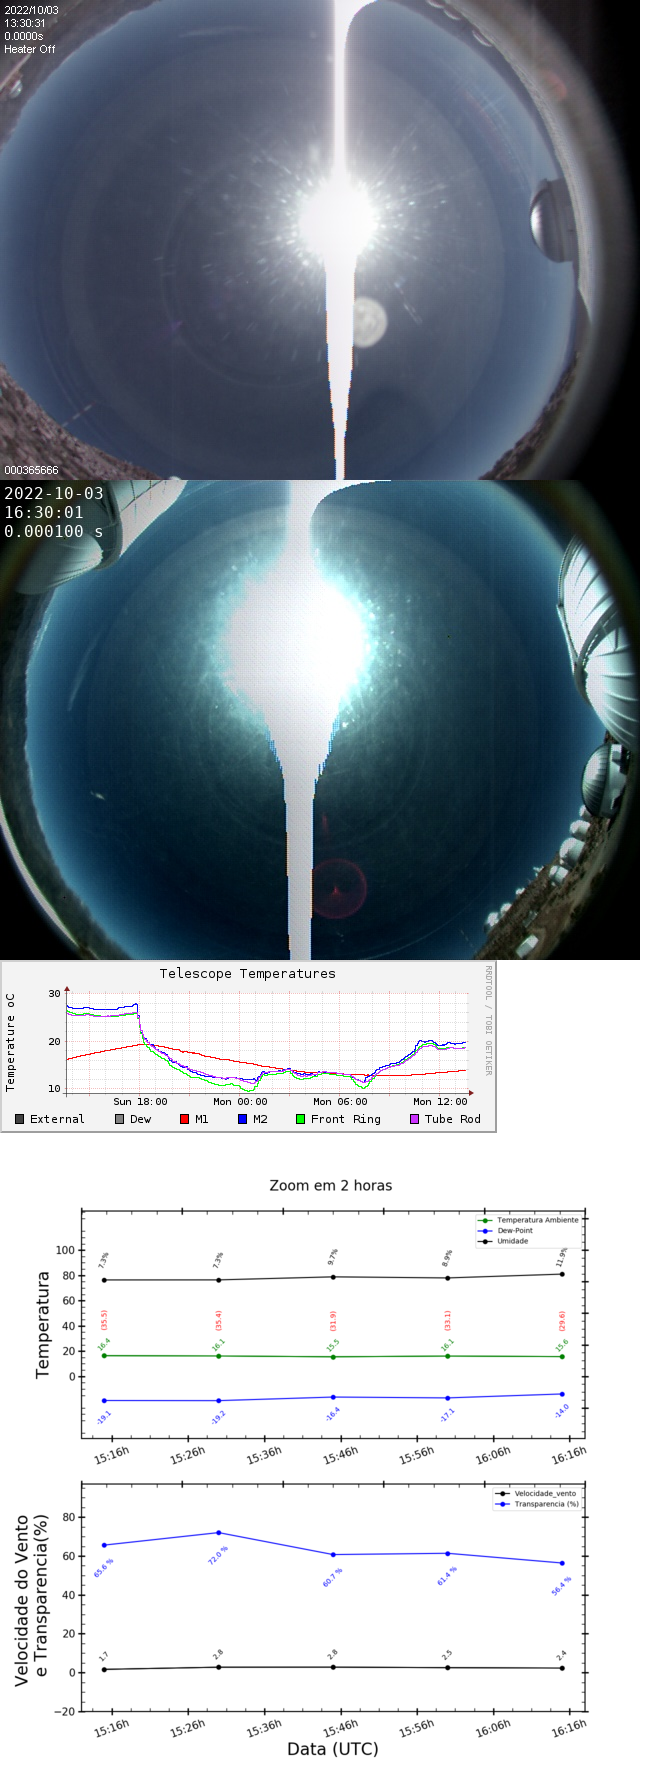 2022/10/03
13:30:31
0.0000s
Heater Off
000365666
2022-10-03
16:30:01
0.000100 s
Telescope Temperatures
RRDTOOL / TOBI OETIKER
Temperature oC
30
20
10
Sun 18:00 Mon 00:00 Mon 06:00 Mon 12:00
External Dew M1 M2 Front Ring Tube Rod
Zoom em 2 horas
Temperatura Ambiente
Dew-Point
Umidade
Temperatura
100
80
60
40
20
0
7.3% 7.3% 9.7% 8.9% 11.9%
(35.5) (35.4) (31.9) (33.1) (29.6)
16.4 16.1 15.5 16.1 15.6
-19.1 -19.2 -16.4 -17.1 -14.0
15:16h 15:26h 15:36h 15:46h 15:56h 16:06h 16:16h
Velocidade_vento
Transparencia (%)
Velocidade do Vento
e Transparencia(%)
80
60
40
20
0
−20
65.6 % 72.0 % 60.7 % 61.4 % 56.4 %
1.7 2.8 2.8 2.5 2.4
15:16h 15:26h 15:36h 15:46h 15:56h 16:06h 16:16h
Data (UTC)